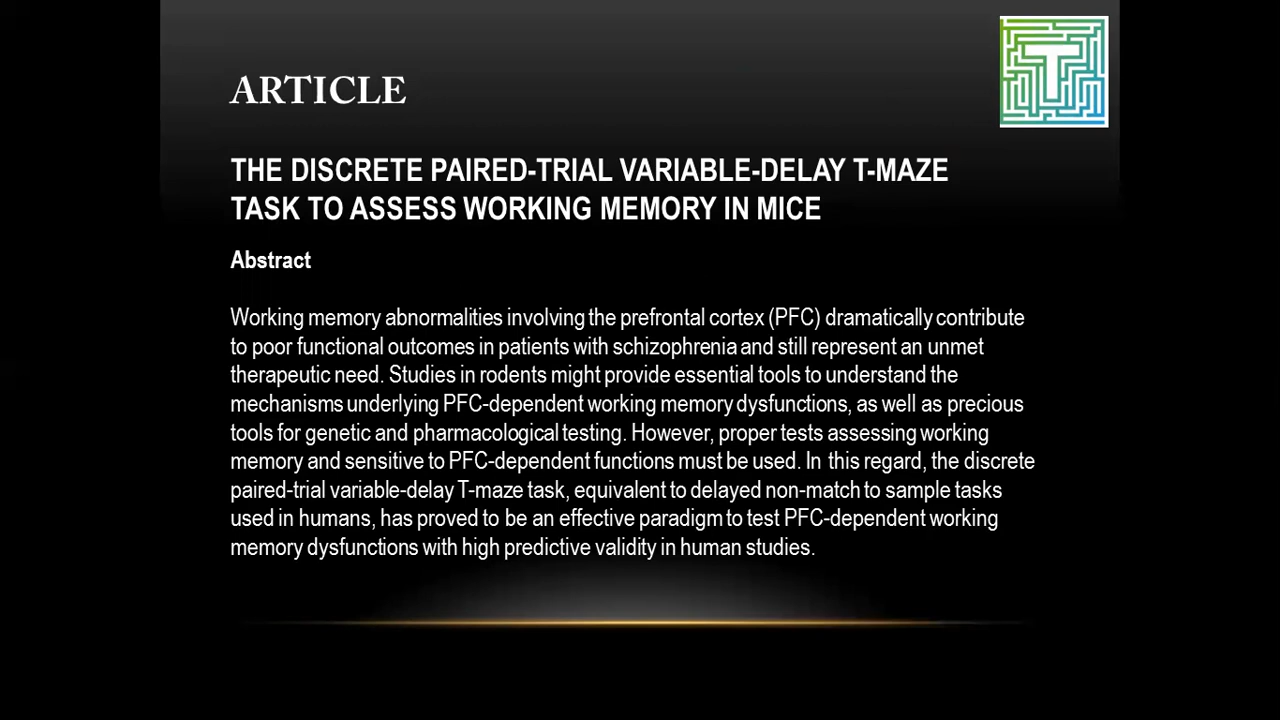 ARTICLE
THE DISCRETE PAIRED-TRIAL VARIABLE-DELAY T-MAZE
TASK TO ASSESS WORKING MEMORY IN MICE
Abstract
Working memory abnormalities involving the prefrontal cortex (PFC) dramatically contribute
to poor functional outcomes in patients with schizophrenia and still represent an unmet
therapeutic need. Studies in rodents might provide essential tools to understand the
mechanisms underlying PFC-dependent working memory dysfunctions, as well as precious
tools for genetic and pharmacological testing. However, proper tests assessing working
memory and sensitive to PFC-dependent functions must be used. In this regard, the discrete
paired-trial variable-delay T-maze task, equivalent to delayed non-match to sample tasks
used in humans, has proved to be an effective paradigm to test PFC-dependent working
memory dysfunctions with high predictive validity in human studies.